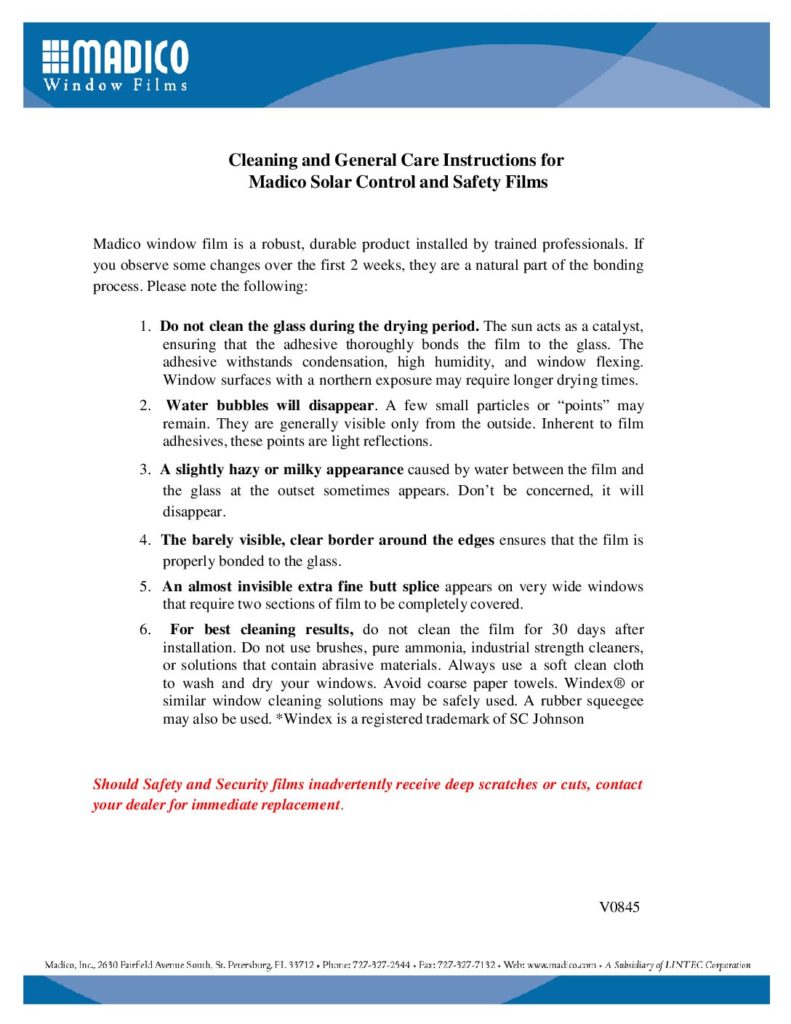 MADICO
Window Films
Cleaning and General Care Instructions for
Madico Solar Control and Safety Films
Madico window film is a robust, durable product installed by trained professionals. If
you observe some changes over the first 2 weeks, they are a natural part of the bonding
process. Please note the following:
1. Do not clean the glass during the drying period. The sun acts as a catalyst,
ensuring that the adhesive thoroughly bonds the film to the glass. The
adhesive withstands condensation, high humidity, and window flexing.
Window surfaces with a northern exposure may require longer drying times.
2. Water bubbles will disappear. A few small particles or “points” may
remain. They are generally visible only from the outside. Inherent to film
adhesives, these points are light reflections.
3. A slightly hazy or milky appearance caused by water between the film and
the glass at the outset sometimes appears. Don’t be concerned, it will
disappear.
4. The barely visible, clear border around the edges ensures that the film is
properly bonded to the glass.
5. An almost invisible extra fine butt splice appears on very wide windows
that require two sections of film to be completely covered.
6. For best cleaning results, do not clean the film for 30 days after
installation. Do not use brushes, pure ammonia, industrial strength cleaners,
or solutions that contain abrasive materials. Always use a soft clean cloth
to wash and dry your windows. Avoid coarse paper towels. Windex® or
similar window cleaning solutions may be safely used. A rubber squeegee
may also be used. *Windex is a registered trademark of SC Johnson
Should Safety and Security films inadvertently receive deep scratches or cuts, contact
your dealer for immediate replacement.
V0845
Madico, Inc., 2630 Fairfield Avenue South, St. Petersburg, FL 33712 • Phone: 727-327-2544 • Fax: 727-327-7132 • Web: www.madico.com • A Subsidiary of LINTEC Corporation